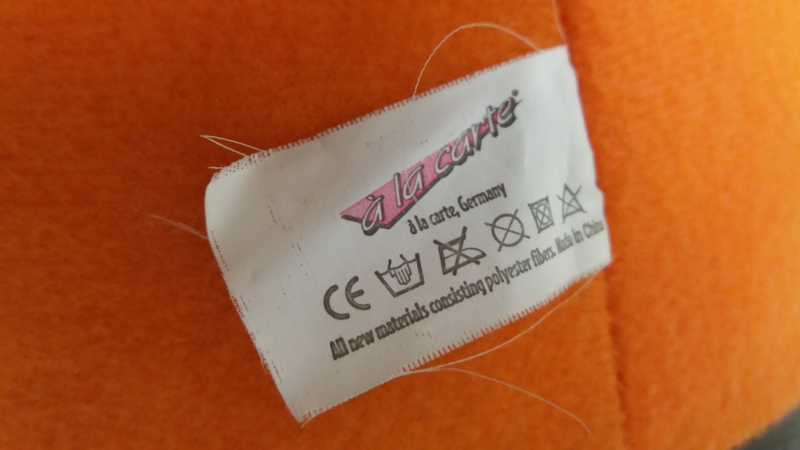 à la carte®
à la carte, Germany
CE
All new materials consisting polyester fibers. Made in China